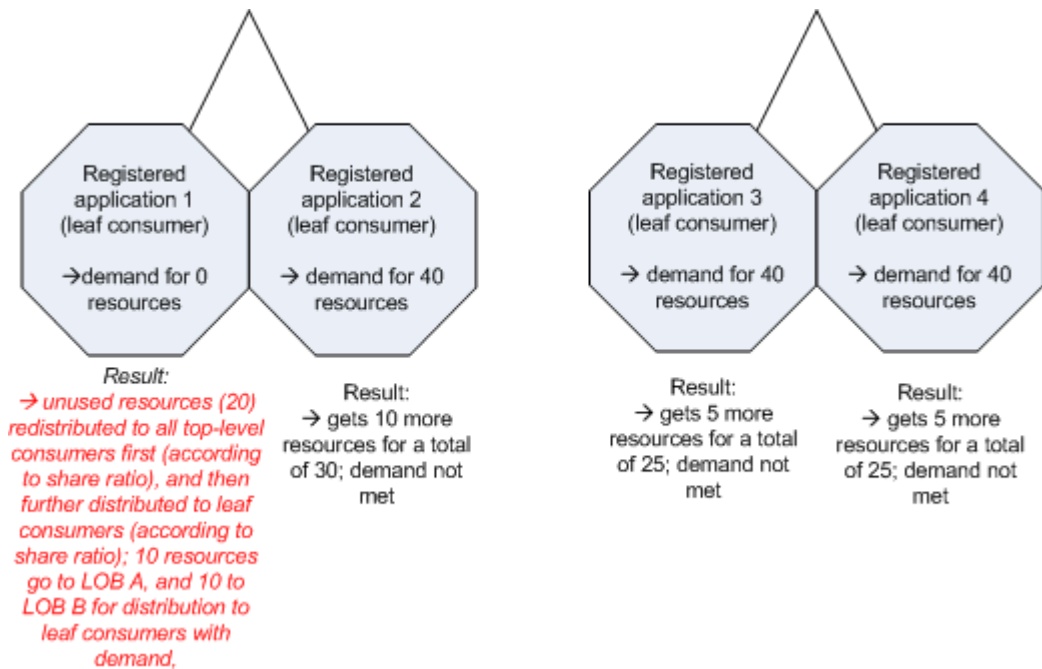 Registered
application 1
(leaf consumer)
→demand for 0
resources
Registered
application 2
(leaf consumer)
→ demand for 40
resources
Registered
application 3
(leaf consumer)
→ demand for 40
resources
Registered
application 4
(leaf consumer)
→ demand for 40
resources
Result:
→ unused resources (20)
redistributed to all top-level
consumers first (according
to share ratio), and then
further distributed to leaf
consumers (according to
share ratio); 10 resources
go to LOB A, and 10 to
LOB B for distribution to
leaf consumers with
demand,
Result:
→ gets 10 more
resources for a total
of 30; demand not
met
Result:
→ gets 5 more
resources for a total
of 25; demand not
met
Result:
→ gets 5 more
resources for a total
of 25; demand not
met